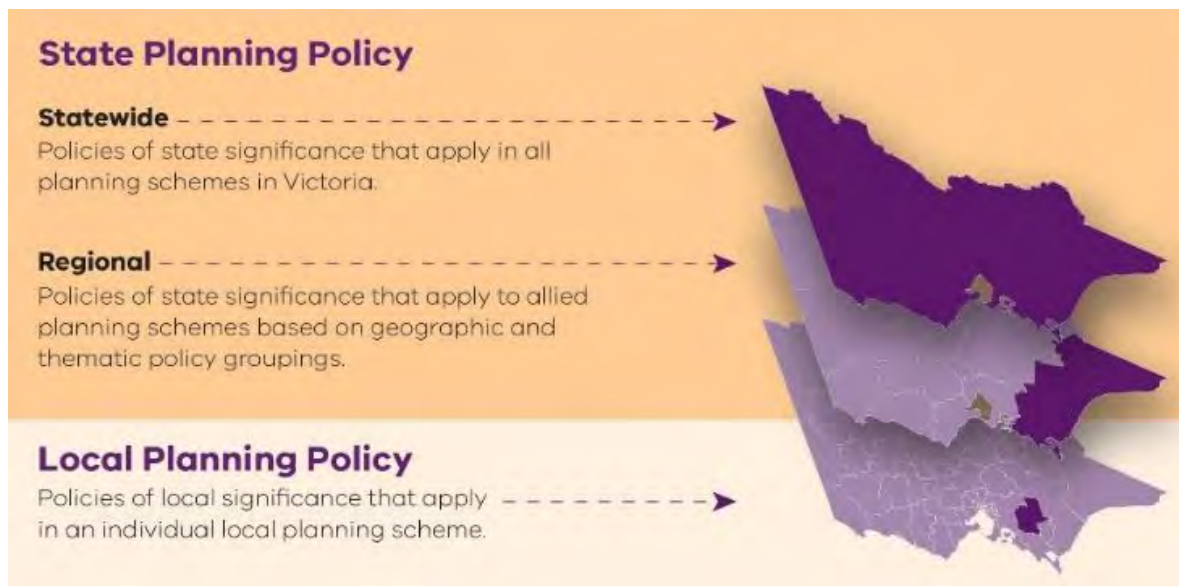 State Planning Policy
Statewide
Policies of state significance that apply in all
planning schemes in Victoria.
Regional
Policies of state significance that apply to allied
planning schemes based on geographic and
thematic policy groupings.
Local Planning Policy
Policies of local significance that apply
in an individual local planning scheme.